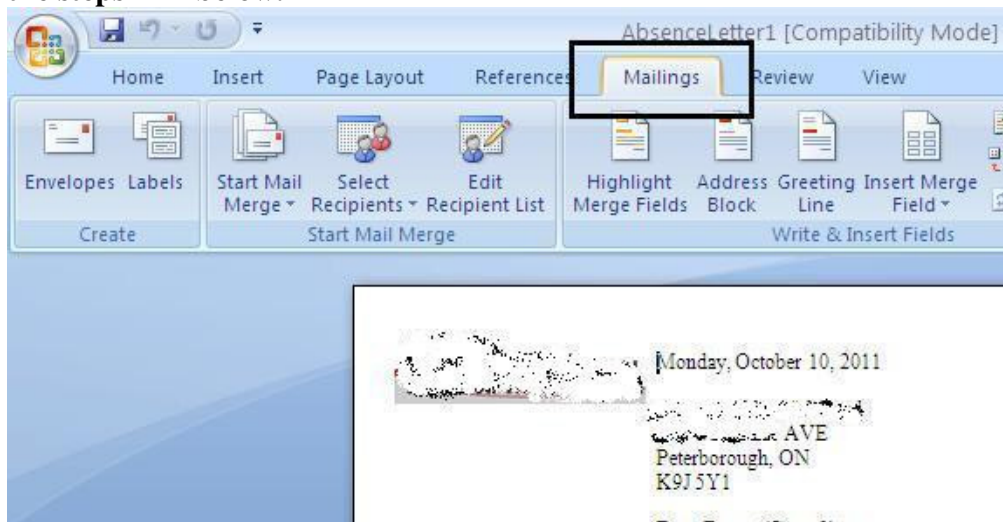 AbsenceLetter1 [Compatibility Mode]
Home Insert Page Layout References Mailings Review View
Envelopes Labels Start Mail Merge Select Recipients Edit Recipient List Highlight Merge Fields Address Block Greeting Line Insert Merge Field
Create Start Mail Merge Write & Insert Fields
Monday, October 10, 2011
AVE
Peterborough, ON
K9J 5Y1